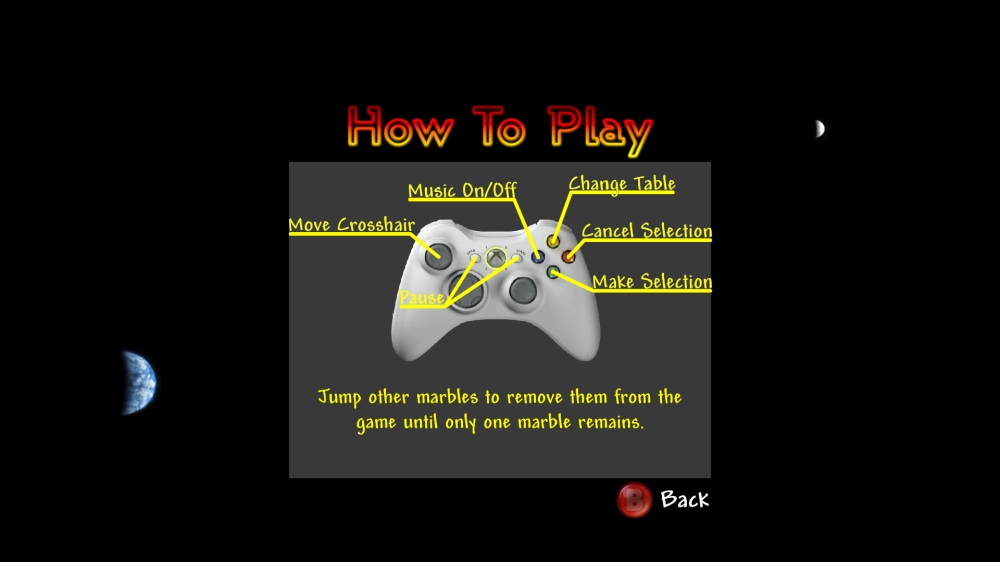 How To Play
Music On/Off
Change Table
Move Crosshair
Cancel Selection
Make Selection
Pause
Jump other marbles to remove them from the
game until only one marble remains.
B Back